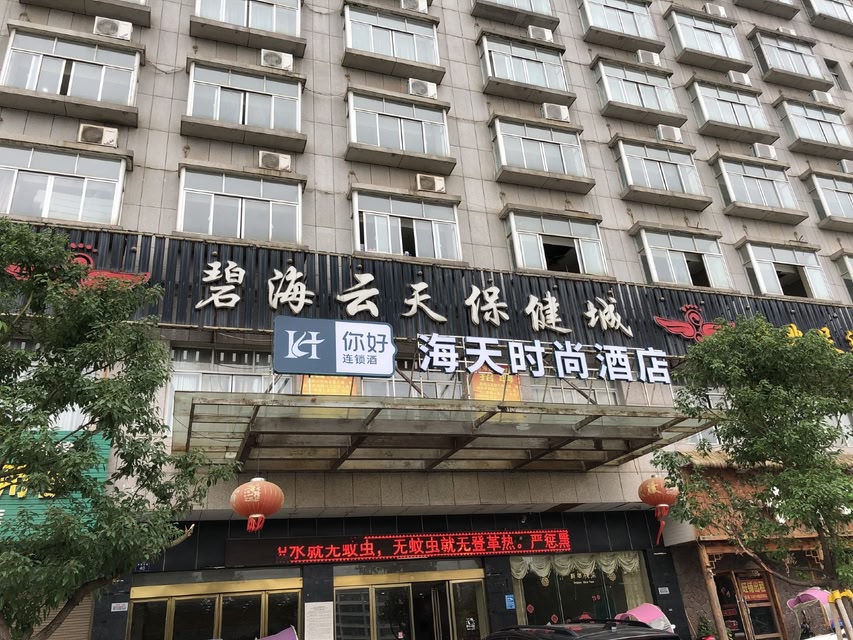 碧海云天保健城
你好
连锁酒
海天时尚酒店
水就无蚊虫，无蚊虫就无登革热；严惩